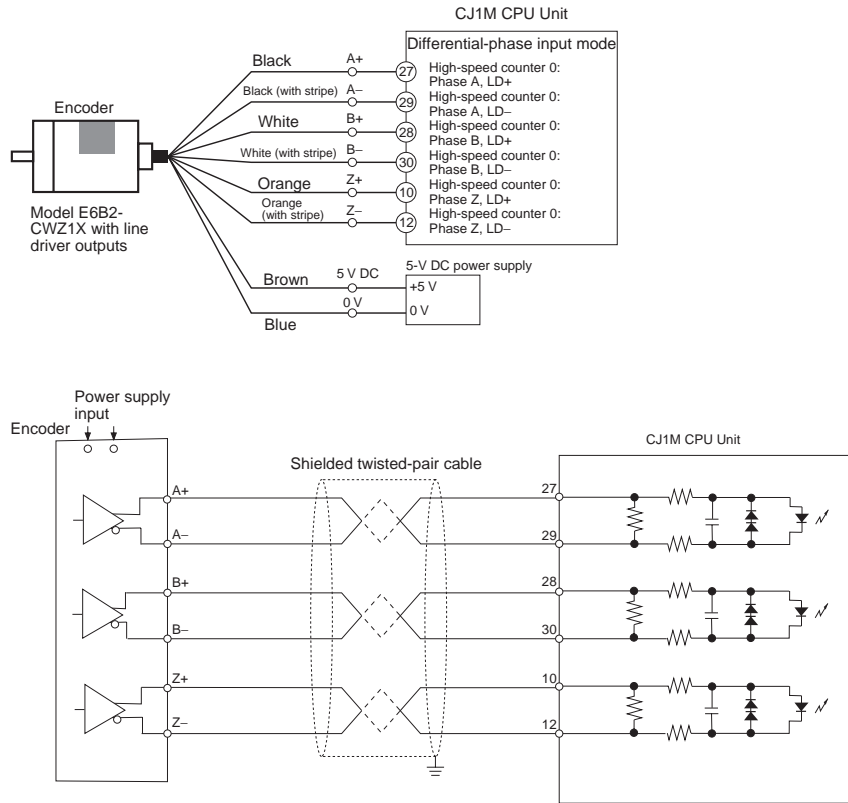 CJ1M CPU Unit
Differential-phase input mode
Black
A+
27
High-speed counter 0:
Phase A, LD+
Black (with stripe)
A−
29
High-speed counter 0:
Phase A, LD−
Encoder
White
B+
28
High-speed counter 0:
Phase B, LD+
White (with stripe)
B−
30
High-speed counter 0:
Phase B, LD−
Orange
Z+
10
High-speed counter 0:
Phase Z, LD+
Orange
(with stripe)
Z−
12
High-speed counter 0:
Phase Z, LD−
Model E6B2-
CWZ1X with line
driver outputs
5-V DC power supply
Brown
5 V DC
+5 V
0 V
0 V
Blue
Power supply
input
Encoder
CJ1M CPU Unit
Shielded twisted-pair cable
A+
27
A−
29
B+
28
B−
30
Z+
10
Z−
12